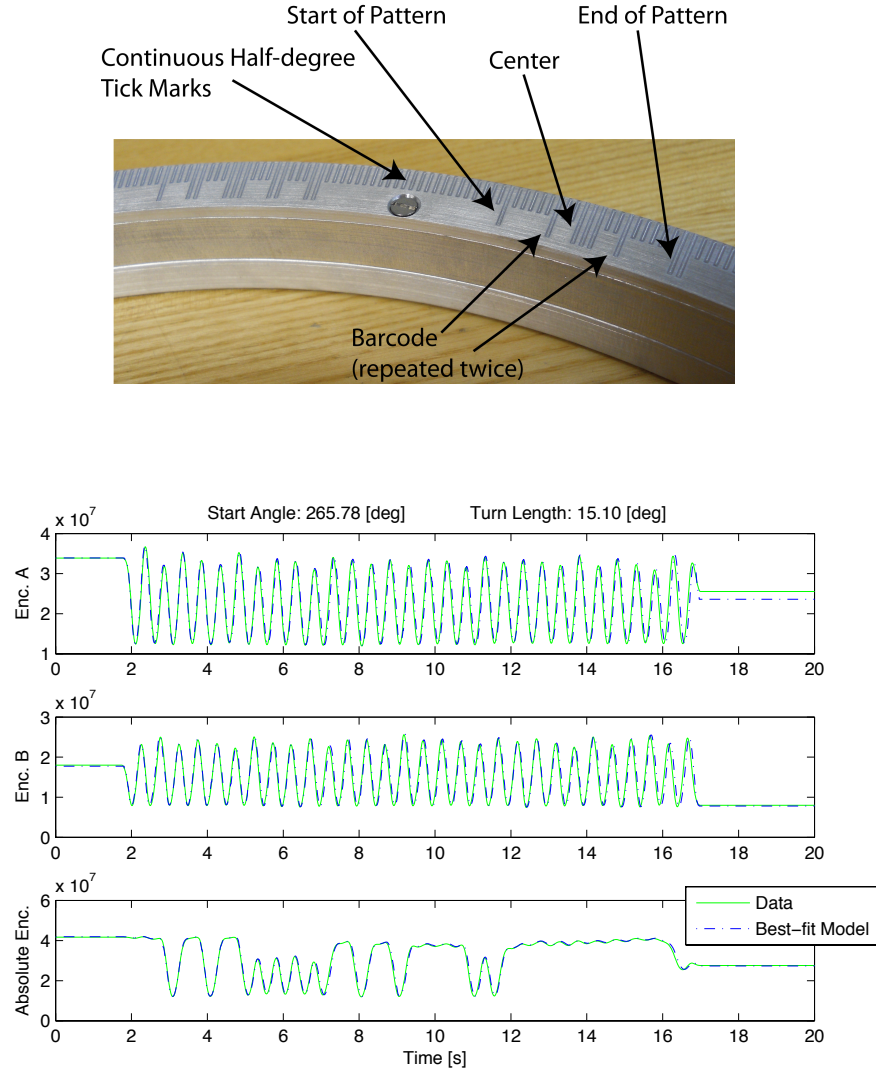 Start of Pattern
End of Pattern
Continuous Half-degree
Tick Marks
Center
Barcode
(repeated twice)
Start Angle: 265.78 [deg]
Turn Length: 15.10 [deg]
x 10^7
4
3
2
1
Enc. A
0 2 4 6 8 10 12 14 16 18 20
x 10^7
3
2
1
0
Enc. B
0 2 4 6 8 10 12 14 16 18 20
x 10^7
6
4
2
0
Absolute Enc.
Data
Best−fit Model
0 2 4 6 8 10 12 14 16 18 20
Time [s]